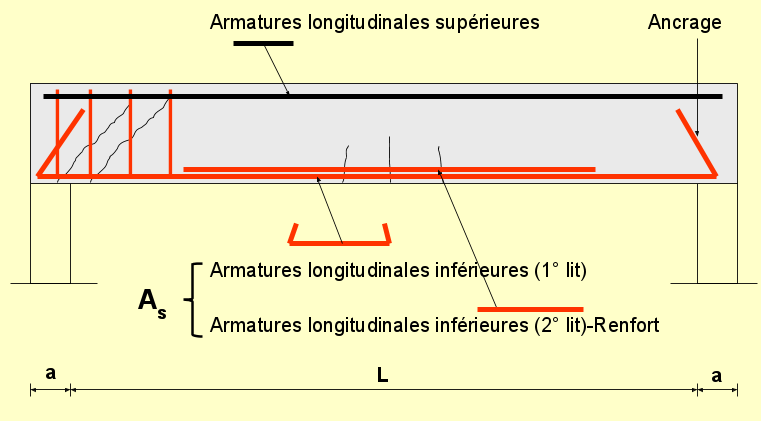 Armatures longitudinales supérieures
Ancrage
Armatures longitudinales inférieures (1° lit)
As
Armatures longitudinales inférieures (2° lit)-Renfort
a
L
a